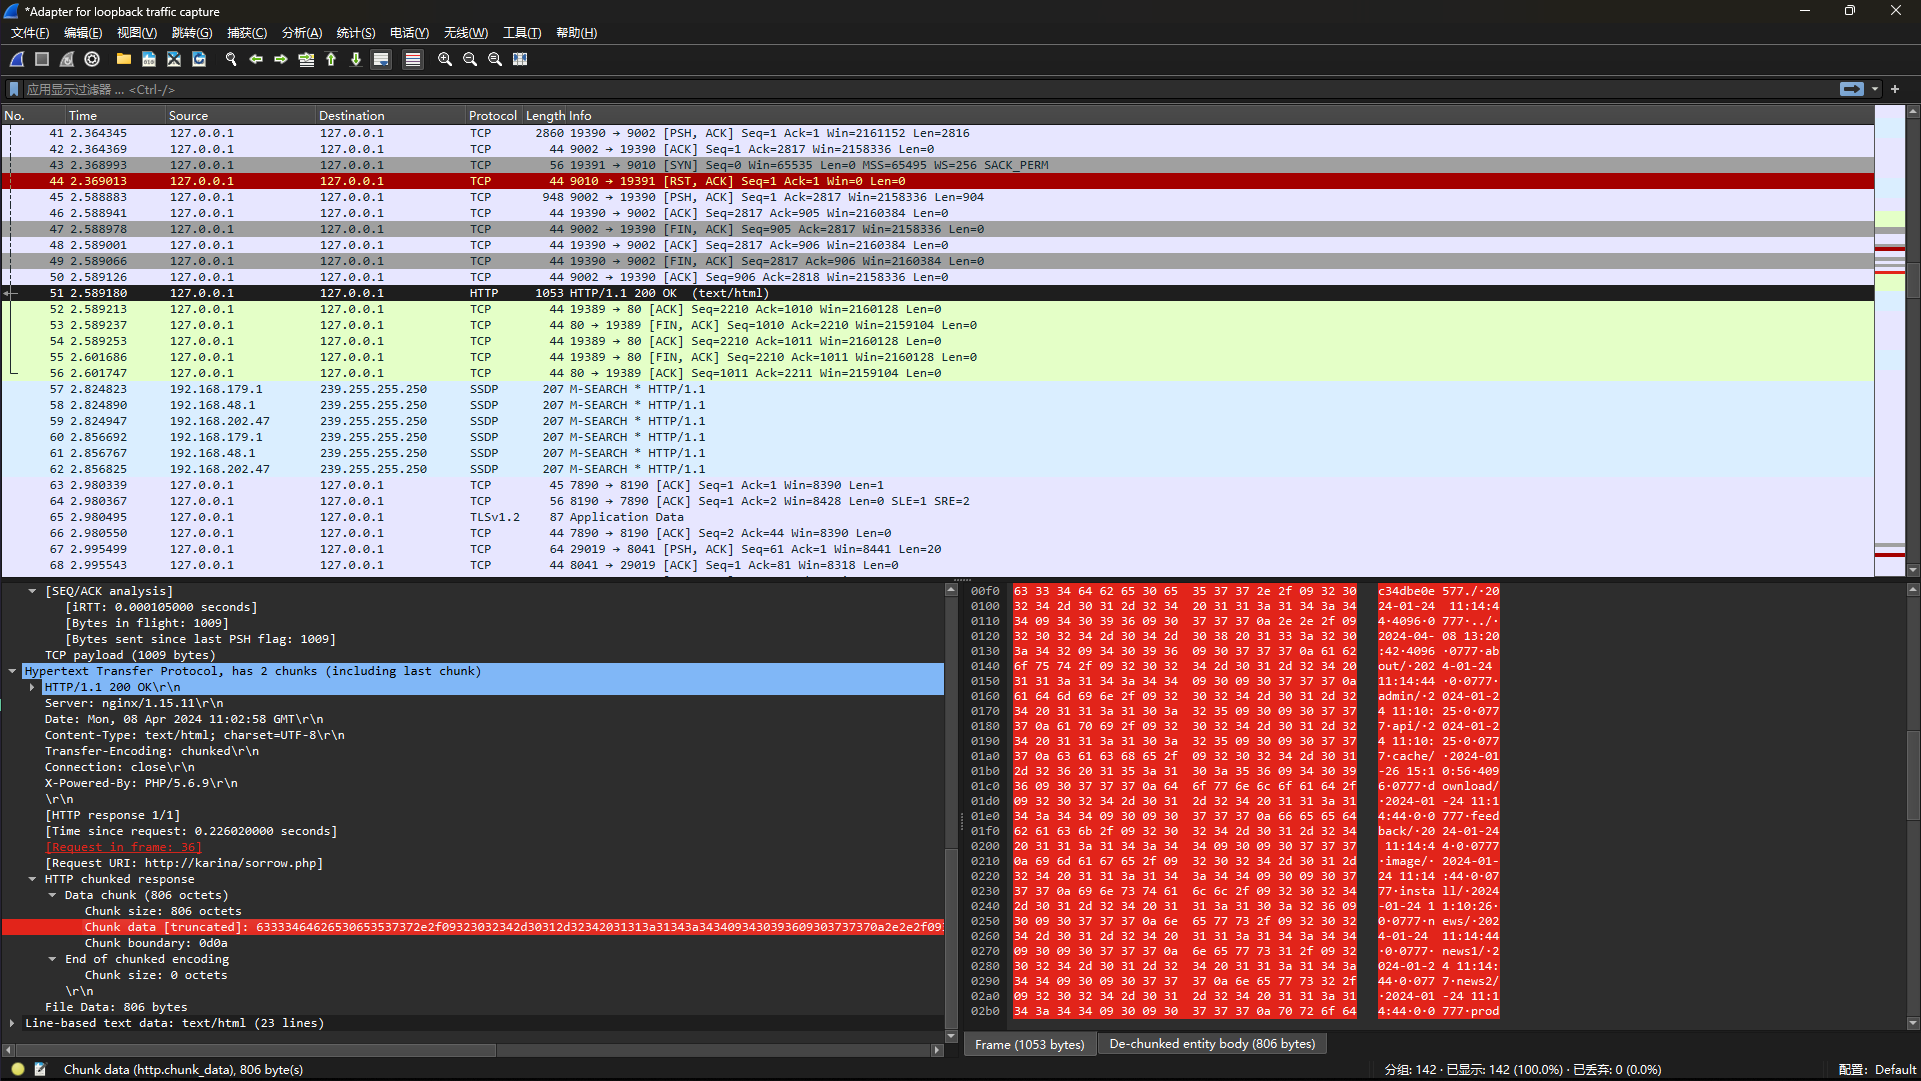 *Adapter for loopback traffic capture
文件(F) 编辑(E) 视图(V) 跳转(G) 捕获(C) 分析(A) 统计(S) 电话(Y) 无线(W) 工具(T) 帮助(H)
应用显示过滤器 … <Ctrl-/>
No. Time Source Destination Protocol Length Info
41 2.364345 127.0.0.1 127.0.0.1 TCP 2860 19390 → 9002 [PSH, ACK] Seq=1 Ack=1 Win=2161152 Len=2816
42 2.364369 127.0.0.1 127.0.0.1 TCP 44 9002 → 19390 [ACK] Seq=1 Ack=2817 Win=2158336 Len=0
43 2.368993 127.0.0.1 127.0.0.1 TCP 56 19391 → 9010 [SYN] Seq=0 Win=65535 Len=0 MSS=65495 WS=256 SACK_PERM
44 2.369013 127.0.0.1 127.0.0.1 TCP 44 9010 → 19391 [RST, ACK] Seq=1 Ack=1 Win=0 Len=0
45 2.588883 127.0.0.1 127.0.0.1 TCP 948 9002 → 19390 [PSH, ACK] Seq=1 Ack=2817 Win=2158336 Len=904
46 2.588941 127.0.0.1 127.0.0.1 TCP 44 19390 → 9002 [ACK] Seq=2817 Ack=905 Win=2160384 Len=0
47 2.588978 127.0.0.1 127.0.0.1 TCP 44 9002 → 19390 [FIN, ACK] Seq=905 Ack=2817 Win=2158336 Len=0
48 2.589001 127.0.0.1 127.0.0.1 TCP 44 19390 → 9002 [ACK] Seq=2817 Ack=906 Win=2160384 Len=0
49 2.589066 127.0.0.1 127.0.0.1 TCP 44 19390 → 9002 [FIN, ACK] Seq=2817 Ack=906 Win=2160384 Len=0
50 2.589126 127.0.0.1 127.0.0.1 TCP 44 9002 → 19390 [ACK] Seq=906 Ack=2818 Win=2158336 Len=0
51 2.589180 127.0.0.1 127.0.0.1 HTTP 1053 HTTP/1.1 200 OK (text/html)
52 2.589213 127.0.0.1 127.0.0.1 TCP 44 19389 → 80 [ACK] Seq=2210 Ack=1010 Win=2160128 Len=0
53 2.589237 127.0.0.1 127.0.0.1 TCP 44 80 → 19389 [FIN, ACK] Seq=1010 Ack=2210 Win=2159104 Len=0
54 2.589253 127.0.0.1 127.0.0.1 TCP 44 19389 → 80 [ACK] Seq=2210 Ack=1011 Win=2160128 Len=0
55 2.601686 127.0.0.1 127.0.0.1 TCP 44 19389 → 80 [FIN, ACK] Seq=2210 Ack=1011 Win=2160128 Len=0
56 2.601747 127.0.0.1 127.0.0.1 TCP 44 80 → 19389 [ACK] Seq=1011 Ack=2211 Win=2159104 Len=0
57 2.824823 192.168.179.1 239.255.255.250 SSDP 207 M-SEARCH * HTTP/1.1
58 2.824890 192.168.48.1 239.255.255.250 SSDP 207 M-SEARCH * HTTP/1.1
59 2.824947 192.168.202.47 239.255.255.250 SSDP 207 M-SEARCH * HTTP/1.1
60 2.856692 192.168.179.1 239.255.255.250 SSDP 207 M-SEARCH * HTTP/1.1
61 2.856767 192.168.48.1 239.255.255.250 SSDP 207 M-SEARCH * HTTP/1.1
62 2.856825 192.168.202.47 239.255.255.250 SSDP 207 M-SEARCH * HTTP/1.1
63 2.980339 127.0.0.1 127.0.0.1 TCP 45 7890 → 8190 [ACK] Seq=1 Ack=1 Win=8390 Len=1
64 2.980367 127.0.0.1 127.0.0.1 TCP 56 8190 → 7890 [ACK] Seq=1 Ack=2 Win=8428 Len=0 SLE=1 SRE=2
65 2.980495 127.0.0.1 127.0.0.1 TLSv1.2 87 Application Data
66 2.980550 127.0.0.1 127.0.0.1 TCP 44 7890 → 8190 [ACK] Seq=2 Ack=44 Win=8390 Len=0
67 2.995499 127.0.0.1 127.0.0.1 TCP 64 29019 → 8041 [PSH, ACK] Seq=61 Ack=1 Win=8441 Len=20
68 2.995543 127.0.0.1 127.0.0.1 TCP 44 8041 → 29019 [ACK] Seq=1 Ack=81 Win=8318 Len=0
[SEQ/ACK analysis]
[iRTT: 0.000105000 seconds]
[Bytes in flight: 1009]
[Bytes sent since last PSH flag: 1009]
TCP payload (1009 bytes)
Hypertext Transfer Protocol, has 2 chunks (including last chunk)
HTTP/1.1 200 OK\r\n
Server: nginx/1.15.11\r\n
Date: Mon, 08 Apr 2024 11:02:58 GMT\r\n
Content-Type: text/html; charset=UTF-8\r\n
Transfer-Encoding: chunked\r\n
Connection: close\r\n
X-Powered-By: PHP/5.6.9\r\n
\r\n
[HTTP response 1/1]
[Time since request: 0.226020000 seconds]
[Request in frame: 36]
[Request URI: http://karina/sorrow.php]
HTTP chunked response
Data chunk (806 octets)
Chunk size: 806 octets
Chunk data [truncated]: 63333464626530653537372e2f09323032342d30312d32342031313a31343a3434093430393609303737370a2e2e2f09
Chunk boundary: 0d0a
End of chunked encoding
Chunk size: 0 octets
\r\n
File Data: 806 bytes
Line-based text data: text/html (23 lines)
00f0 63 33 34 64 62 65 30 65 35 37 37 2e 2f 09 32 30 c34dbe0e 577./·20
0100 32 34 2d 30 31 2d 32 34 20 31 31 3a 31 34 3a 34 24-01-24 11:14:4
0110 34 09 34 30 39 36 09 30 37 37 37 0a 2e 2e 2f 09 4·4096·0 777·../·
0120 32 30 32 34 2d 30 34 2d 30 38 20 31 33 3a 32 30 2024-04- 08 13:20
0130 3a 34 32 09 34 30 39 36 09 30 37 37 37 0a 61 62 :42·4096 ·0777·ab
0140 6f 75 74 2f 09 32 30 32 34 2d 30 31 2d 32 34 20 out/·202 4-01-24
0150 31 31 3a 31 34 3a 34 34 09 30 09 30 37 37 37 0a 11:14:44 ·0·0777·
0160 61 64 6d 69 6e 2f 09 32 30 32 34 2d 30 31 2d 32 admin/·2 024-01-2
0170 34 20 31 31 3a 31 30 3a 32 35 09 30 09 30 37 37 4 11:10: 25·0·077
0180 37 0a 61 70 69 2f 09 32 30 32 34 2d 30 31 2d 32 7·api/·2 024-01-2
0190 34 20 31 31 3a 31 30 3a 32 35 09 30 09 30 37 37 4 11:10: 25·0·077
01a0 37 0a 63 61 63 68 65 2f 09 32 30 32 34 2d 30 31 7·cache/ ·2024-01
01b0 2d 32 36 20 31 35 3a 31 30 3a 35 36 09 34 30 39 -26 15:1 0:56·409
01c0 36 09 30 37 37 37 0a 64 6f 77 6e 6c 6f 61 64 2f 6·0777·d ownload/
01d0 09 32 30 32 34 2d 30 31 2d 32 34 20 31 31 3a 31 ·2024-01 -24 11:1
01e0 34 3a 34 34 09 30 09 30 37 37 37 0a 66 65 65 64 4:44·0·0 777·feed
01f0 62 61 63 6b 2f 09 32 30 32 34 2d 30 31 2d 32 34 back/·20 24-01-24
0200 20 31 31 3a 31 34 3a 34 34 09 30 09 30 37 37 37 11:14:4 4·0·0777
0210 0a 69 6d 61 67 65 2f 09 32 30 32 34 2d 30 31 2d ·image/· 2024-01-
0220 32 34 20 31 31 3a 31 34 3a 34 34 09 30 09 30 37 24 11:14 :44·0·07
0230 37 37 0a 69 6e 73 74 61 6c 6c 2f 09 32 30 32 34 77·insta ll/·2024
0240 2d 30 31 2d 32 34 20 31 31 3a 31 30 3a 32 36 09 -01-24 1 1:10:26·
0250 30 09 30 37 37 37 0a 6e 65 77 73 2f 09 32 30 32 0·0777·n ews/·202
0260 34 2d 30 31 2d 32 34 20 31 31 3a 31 34 3a 34 34 4-01-24 11:14:44
0270 09 30 09 30 37 37 37 0a 6e 65 77 73 31 2f 09 32 ·0·0777· news1/·2
0280 30 32 34 2d 30 31 2d 32 34 20 31 31 3a 31 34 3a 024-01-2 4 11:14:
0290 34 34 09 30 09 30 37 37 37 0a 6e 65 77 73 32 2f 44·0·077 7·news2/
02a0 09 32 30 32 34 2d 30 31 2d 32 34 20 31 31 3a 31 ·2024-01 -24 11:1
02b0 34 3a 34 34 09 30 09 30 37 37 37 0a 70 72 6f 64 4:44·0·0 777·prod
Frame (1053 bytes) De-chunked entity body (806 bytes)
Chunk data (http.chunk_data), 806 byte(s) 分组: 142 · 已显示: 142 (100.0%) · 已丢弃: 0 (0.0%) 配置: Default